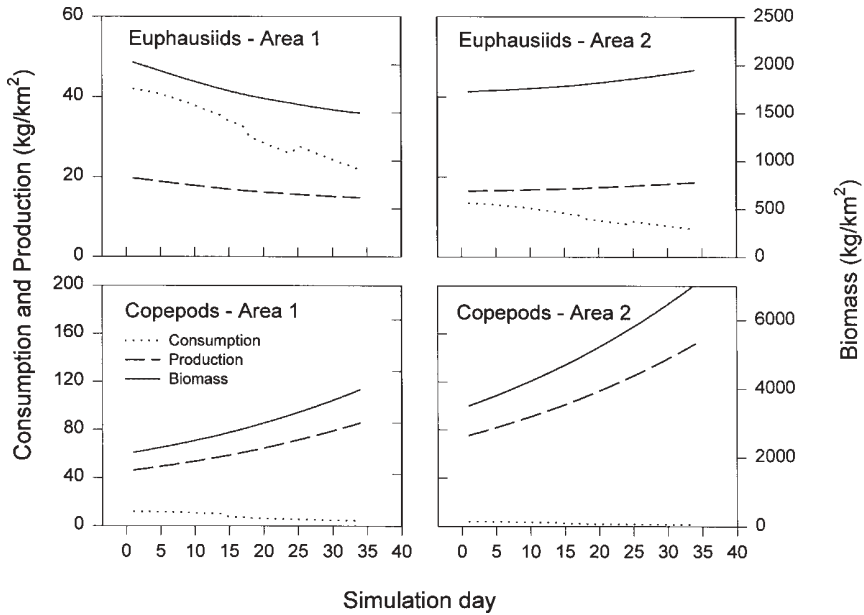 Euphausiids - Area 1
Euphausiids - Area 2
Copepods - Area 1
Consumption
Production
Biomass
Copepods - Area 2
Consumption and Production (kg/km²)
60
40
20
0
200
160
120
80
40
0
Biomass (kg/km²)
2500
2000
1500
1000
500
0
6000
4000
2000
0
0 5 10 15 20 25 30 35 40
0 5 10 15 20 25 30 35 40
Simulation day